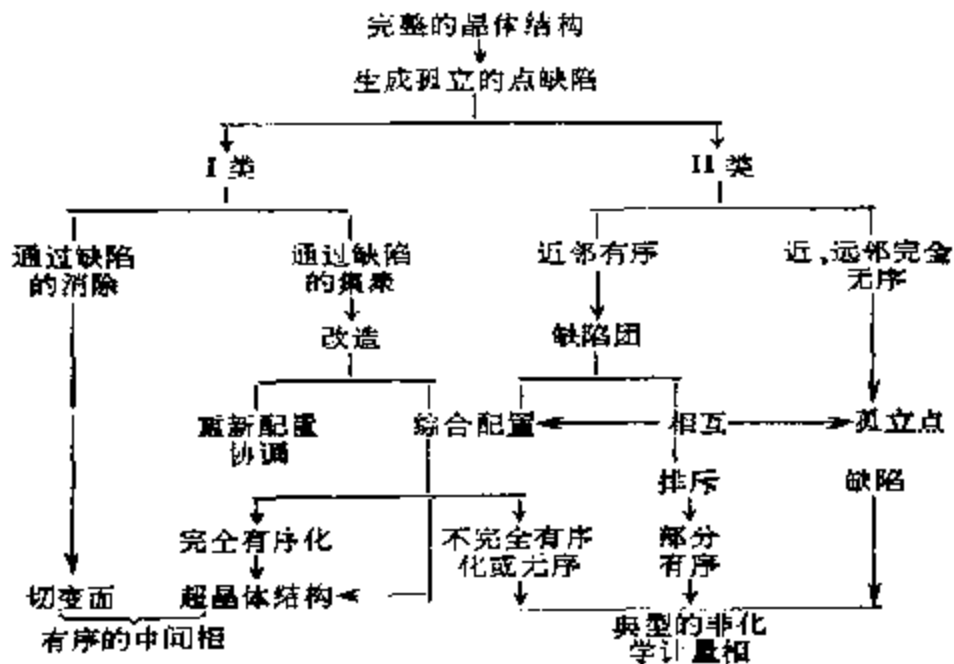 完整的晶体结构
生成孤立的点缺陷
I 类
II 类
通过缺陷
的消除
通过缺陷
的集聚
近邻有序
近、远邻完全
无序
改造
缺陷团
重新配置
协调
综合配置
相互
孤立点
排斥
缺陷
完全有序化
不完全有序
化或无序
部分
有序
切变面
超晶体结构
有序的中间相
典型的非化
学计量相